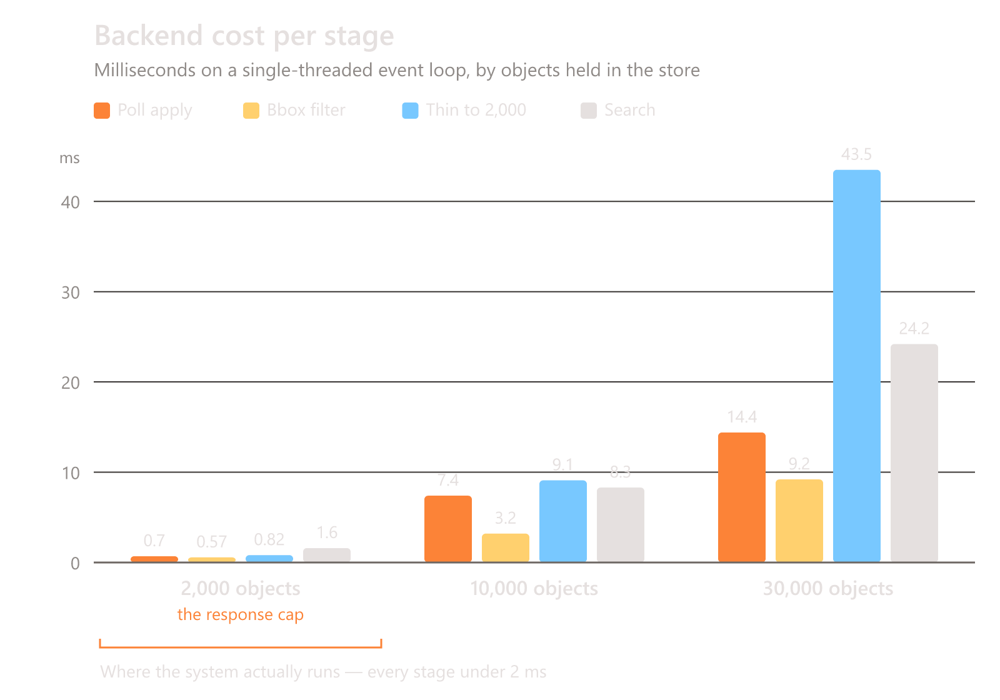 Backend cost per stage
Milliseconds on a single-threaded event loop, by objects held in the store
Poll apply Bbox filter Thin to 2,000 Search
ms
43.5
40
30
24.2
20
14.4
10
7.4 9.1 8.3 9.2
3.2
0.7 0.57 0.82 1.6
0
2,000 objects 10,000 objects 30,000 objects
the response cap
Where the system actually runs — every stage under 2 ms